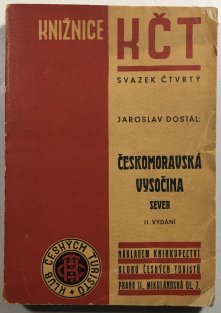 KNIŽNICE KČT
SVAZEK ČTVRTÝ
JAROSLAV DOSTÁL:
ČESKOMORAVSKÁ
VYSOČINA
SEVER
II. VYDÁNÍ
NÁKLADEM KNIHKUPECTVÍ
KLUBU ČESKÝCH TURISTŮ
PRAHA II., MIKULÁNDSKÁ UL. 7.
KLUB ČESKÝCH TURISTŮ